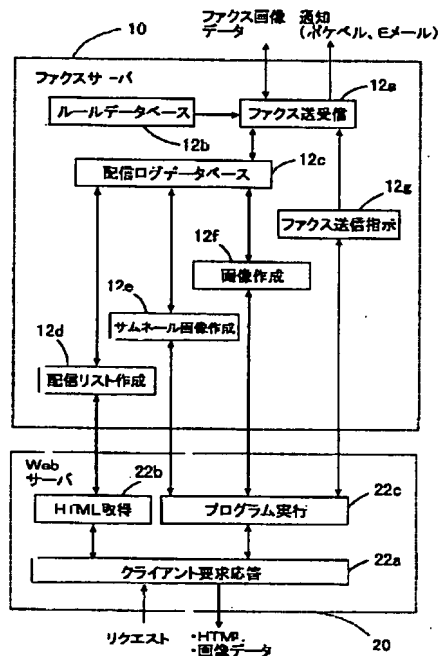 ファクス画像 通知
データ (ポケベル、Eメール)
10
ファクスサーバ
12a
ルールデータベース
ファクス送受信
12b
12c
配信ログデータベース
12g
12f
ファクス送信指示
画像作成
12e
サムネール画像作成
12d
配信リスト作成
Web
サーバ
22b
22c
HTML取得
プログラム実行
22a
クライアント要求応答
リクエスト
・HTML
・画像データ
20